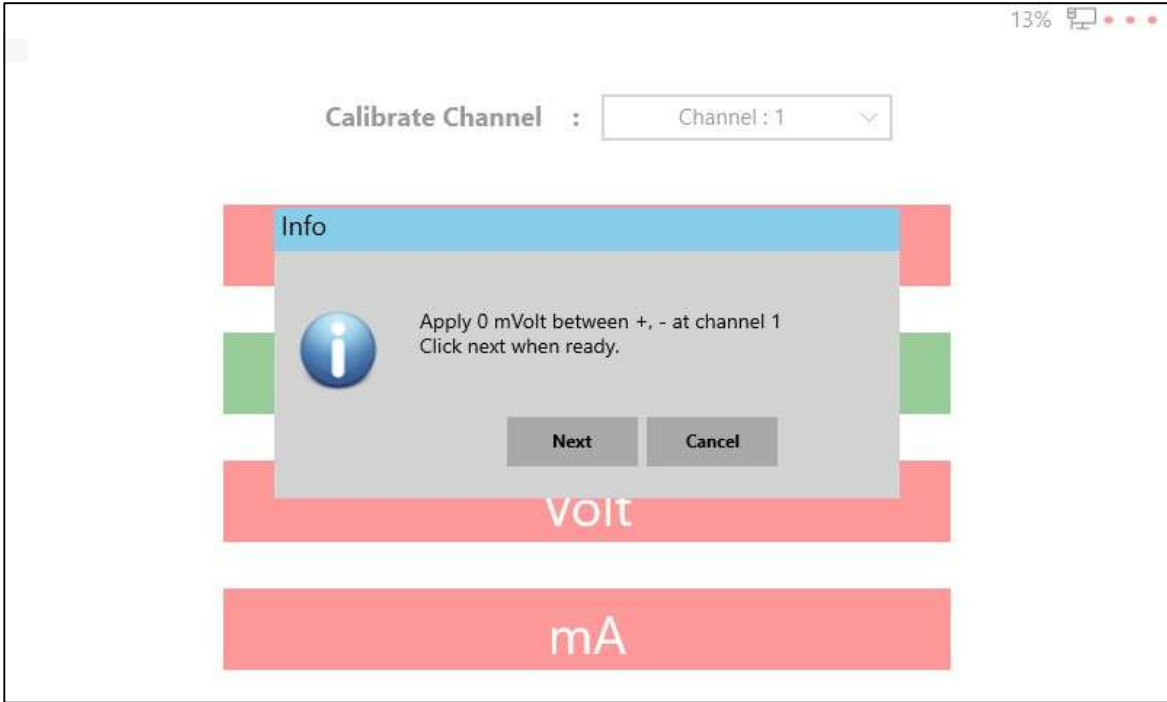 13%
Calibrate Channel :
Channel : 1
Info
Apply 0 mVolt between +, - at channel 1
Click next when ready.
Next
Cancel
Volt
mA